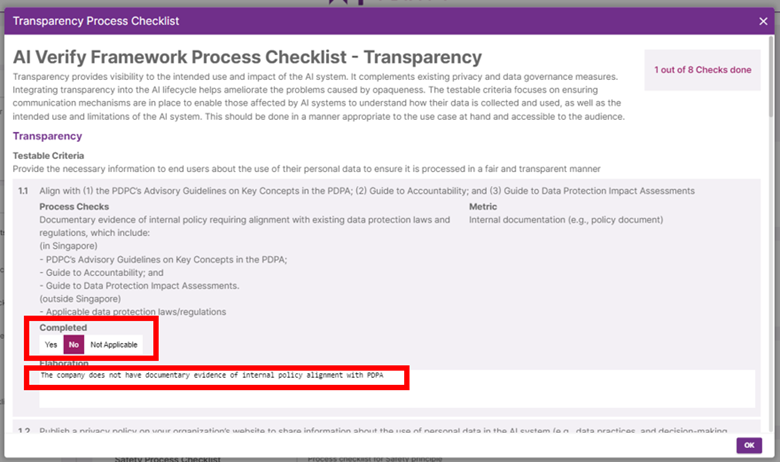 Transparency Process Checklist
AI Verify Framework Process Checklist - Transparency
1 out of 8 Checks done
Transparency provides visibility to the intended use and impact of the AI system. It complements existing privacy and data governance measures.
Integrating transparency into the AI lifecycle helps ameliorate the problems caused by opaqueness. The testable criteria focuses on ensuring
communication mechanisms are in place to enable those affected by AI systems to understand how their data is collected and used, as well as the
intended use and limitations of the AI system. This should be done in a manner appropriate to the use case at hand and accessible to the audience.
Transparency
Testable Criteria
Provide the necessary information to end users about the use of their personal data to ensure it is processed in a fair and transparent manner
1.1 Align with (1) the PDPC's Advisory Guidelines on Key Concepts in the PDPA; (2) Guide to Accountability; and (3) Guide to Data Protection Impact Assessments
Process Checks
Documentary evidence of internal policy requiring alignment with existing data protection laws and
regulations, which include:
(in Singapore)
- PDPC's Advisory Guidelines on Key Concepts in the PDPA;
- Guide to Accountability; and
- Guide to Data Protection Impact Assessments.
(outside Singapore)
- Applicable data protection laws/regulations
Metric
Internal documentation (e.g., policy document)
Completed
Yes No Not Applicable
Elaboration
The company does not have documentary evidence of internal policy alignment with PDPA
1.2 Publish a privacy policy on your organization's website to share information about the use of personal data in the AI system (e.g., data practices, and decision-making
OK
Safety Process Checklist
Process checklist for Safety principle